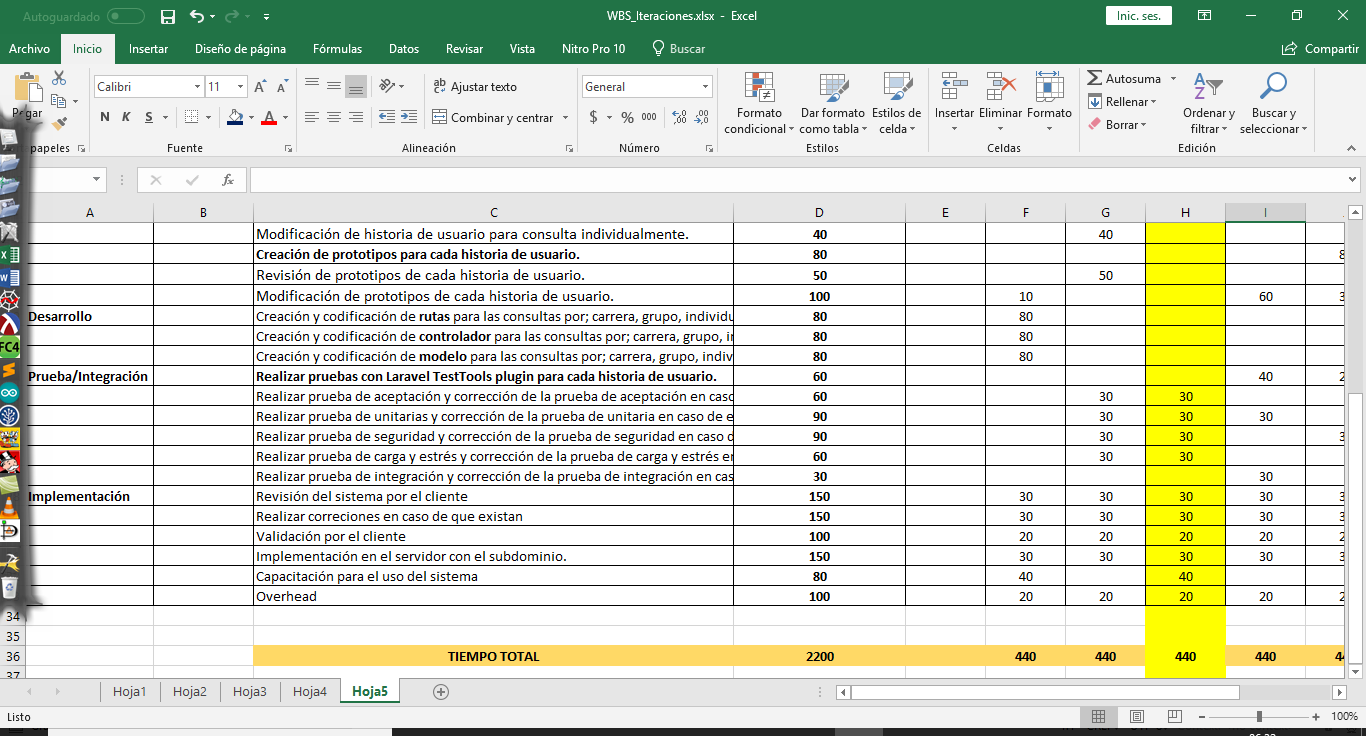 Autoguardado
WBS_Iteraciones.xlsx - Excel
Inic. ses.
Archivo Inicio Insertar Diseño de página Fórmulas Datos Revisar Vista Nitro Pro 10 Buscar Compartir
Calibri 11 A A ab Ajustar texto General
Autosuma
Rellenar
Borrar
N K S A Combinar y centrar $ % 000
Formato condicional
Dar formato como tabla
Estilos de celda
Insertar Eliminar Formato
Ordenar y filtrar
Buscar y seleccionar
papeles Fuente Alineación Número Estilos Celdas Edición
fx
A B C D E F G H I
Modificación de historia de usuario para consulta individualmente. 40 40
Creación de prototipos para cada historia de usuario. 80 8
Revisión de prototipos de cada historia de usuario. 50 50
Modificación de prototipos de cada historia de usuario. 100 10 60 3
Desarrollo Creación y codificación de rutas para las consultas por; carrera, grupo, individu 80 80
Creación y codificación de controlador para las consultas por; carrera, grupo, in 80 80
Creación y codificación de modelo para las consultas por; carrera, grupo, indiv 80 80
Prueba/Integración Realizar pruebas con Laravel TestTools plugin para cada historia de usuario. 60 40 2
Realizar prueba de aceptación y corrección de la prueba de aceptación en caso 60 30 30
Realizar prueba de unitarias y corrección de la prueba de unitaria en caso de e 90 30 30 30
Realizar prueba de seguridad y corrección de la prueba de seguridad en caso d 90 30 30 3
Realizar prueba de carga y estrés y corrección de la prueba de carga y estrés en 60 30 30
Realizar prueba de integración y corrección de la prueba de integración en cas 30 30
Implementación Revisión del sistema por el cliente 150 30 30 30 30 3
Realizar correciones en caso de que existan 150 30 30 30 30 3
Validación por el cliente 100 20 20 20 20 2
Implementación en el servidor con el subdominio. 150 30 30 30 30 3
Capacitación para el uso del sistema 80 40 40
Overhead 100 20 20 20 20 2
34
35
36 TIEMPO TOTAL 2200 440 440 440 440 44
37
Hoja1 Hoja2 Hoja3 Hoja4 Hoja5
Listo 100%